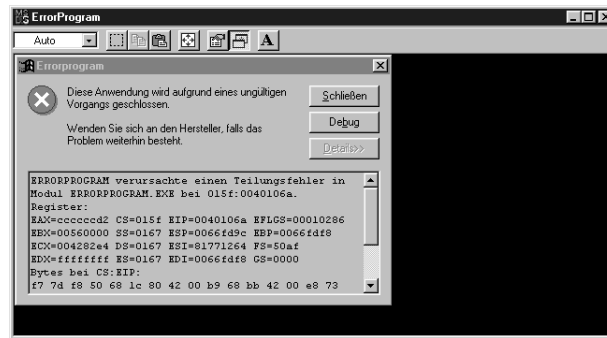 ErrorProgram
Auto
A
Errorprogram
Diese Anwendung wird aufgrund eines ungültigen
Vorgangs geschlossen.
Wenden Sie sich an den Hersteller, falls das
Problem weiterhin besteht.
Schließen
Debug
Details>>
ERRORPROGRAM verursachte einen Teilungsfehler in
Modul ERRORPROGRAM.EXE bei 015f:0040106a.
Register:
EAX=ccccccd2 CS=015f EIP=0040106a EFLGS=00010286
EBX=00560000 SS=0167 ESP=0066fd9c EBP=0066fdf8
ECX=004282e4 DS=0167 ESI=81771264 FS=50af
EDX=ffffffff ES=0167 EDI=0066fdf8 GS=0000
Bytes bei CS:EIP:
f7 7d f8 50 68 1c 80 42 00 b9 68 bb 42 00 e8 73